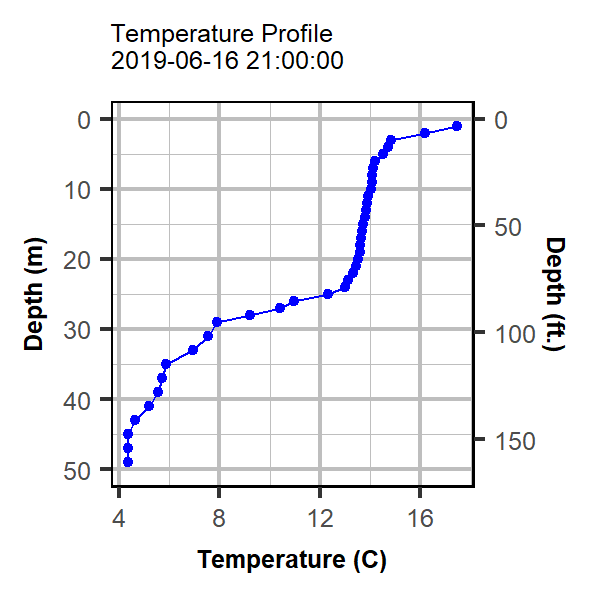 Temperature Profile
2019-06-16 21:00:00
0
10
20
30
40
50
Depth (m)
0
50
100
150
Depth (ft.)
4 8 12 16
Temperature (C)